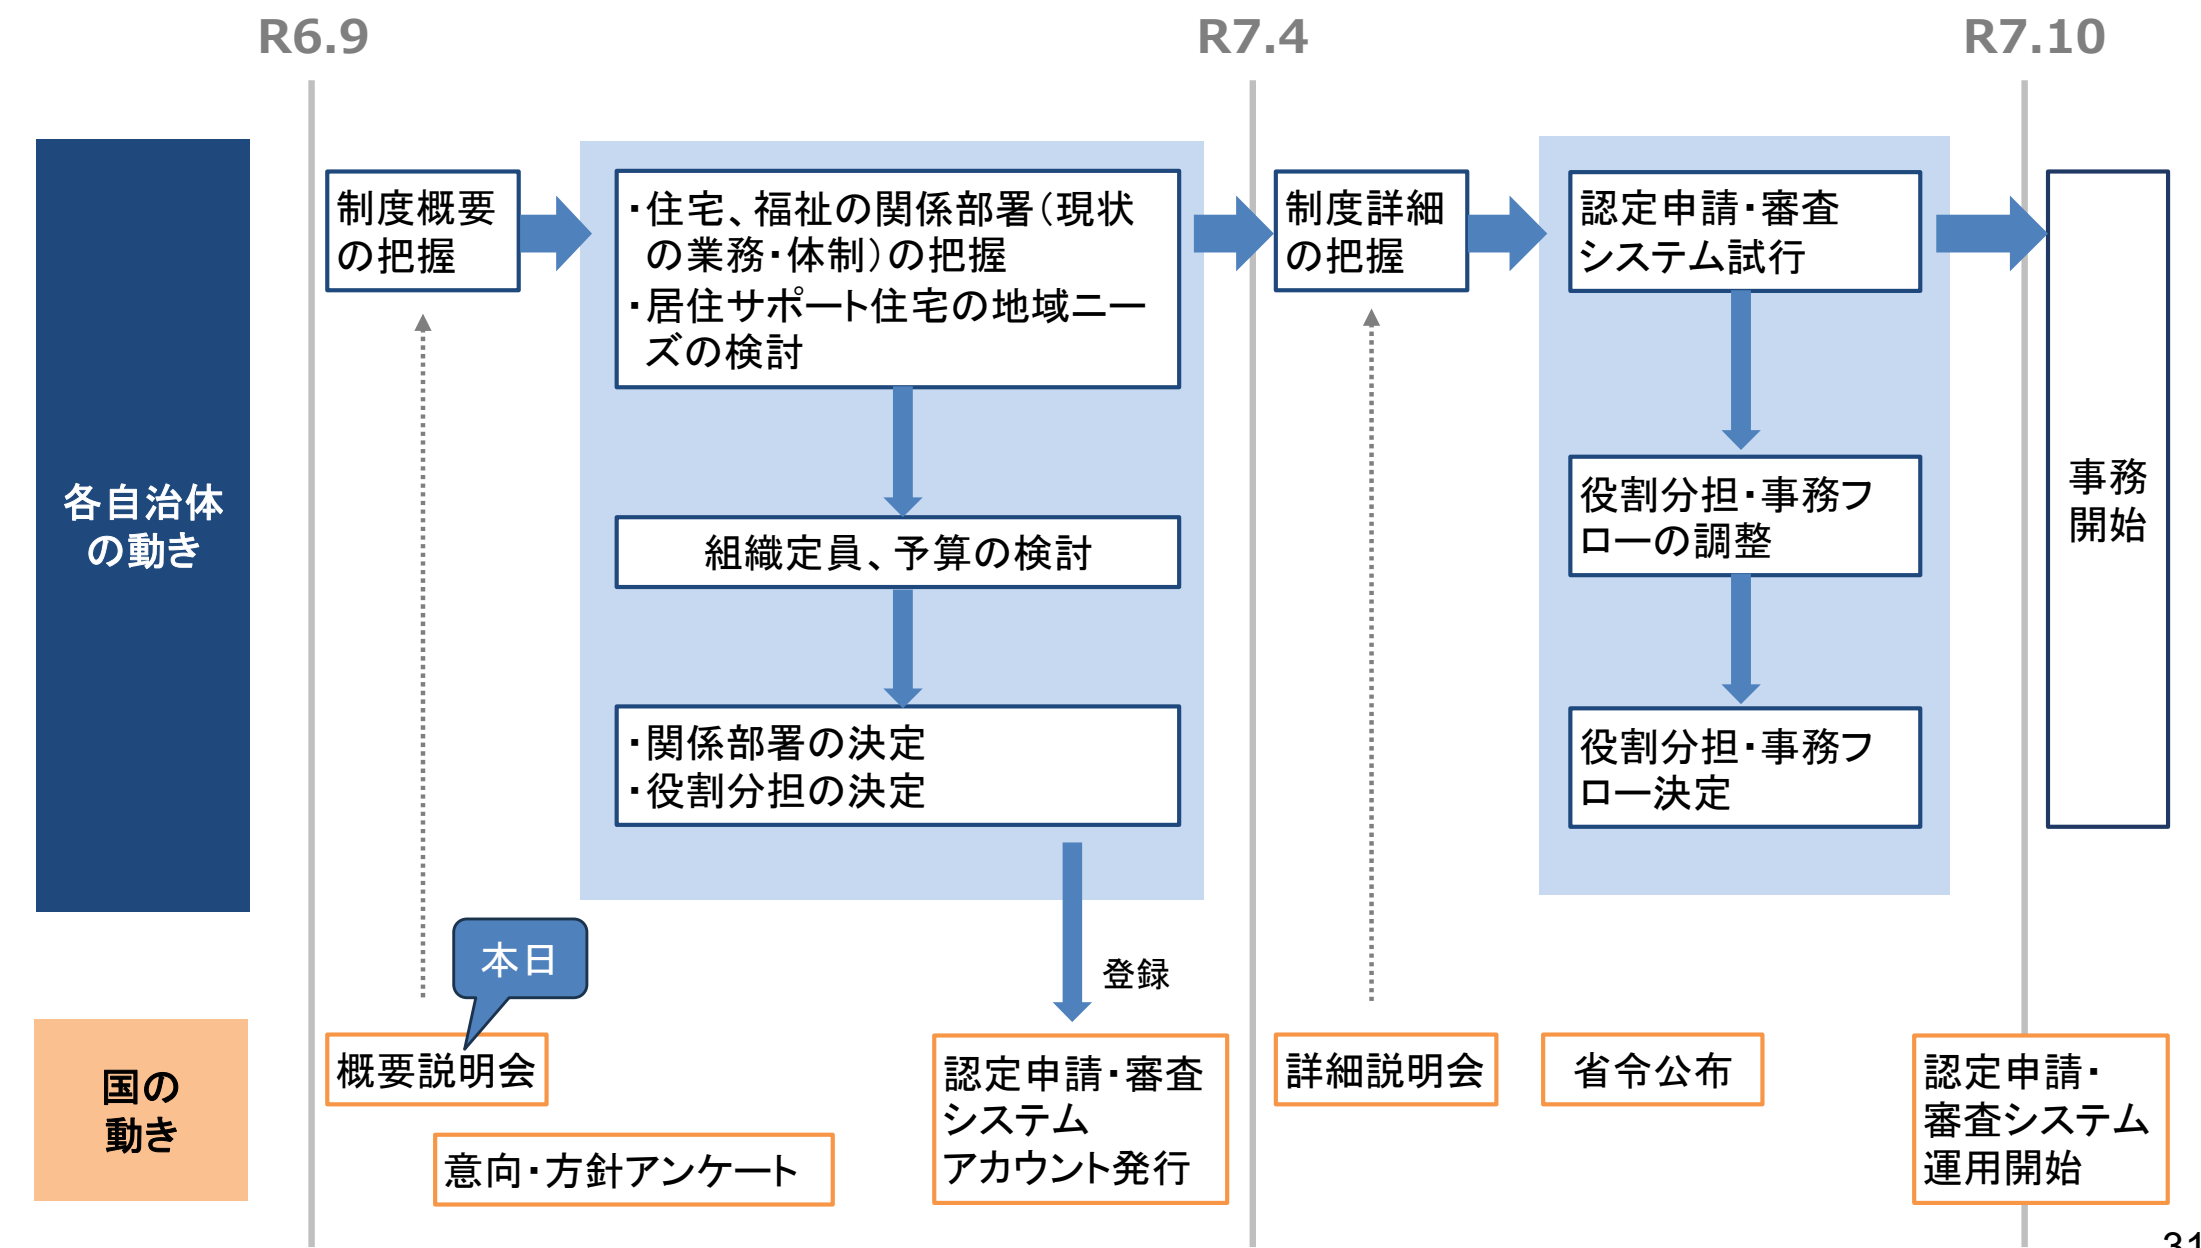 R6.9
R7.4
R7.10
各自治体
の動き
制度概要
の把握
・住宅、福祉の関係部署（現状
の業務・体制）の把握
・居住サポート住宅の地域ニー
ズの検討
組織定員、予算の検討
・関係部署の決定
・役割分担の決定
登録
制度詳細
の把握
認定申請・審査
システム試行
役割分担・事務フ
ローの調整
役割分担・事務フ
ロー決定
事務
開始
国の
動き
本日
概要説明会
意向・方針アンケート
認定申請・審査
システム
アカウント発行
詳細説明会
省令公布
認定申請・
審査システム
運用開始
31